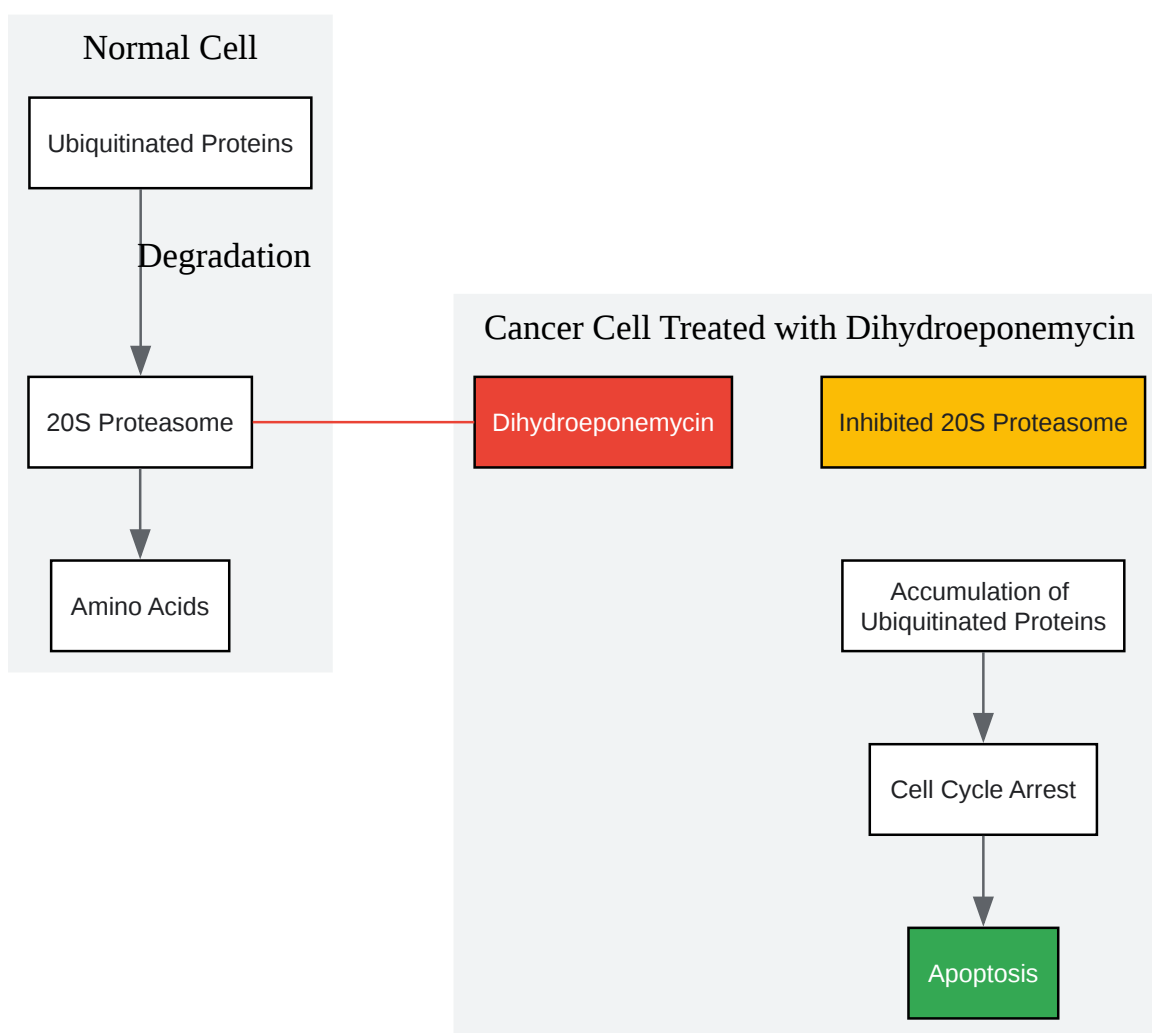 Normal Cell
Ubiquitinated Proteins
Degradation
Cancer Cell Treated with Dihydroeponemycin
20S Proteasome
Dihydroeponemycin
Inhibited 20S Proteasome
Amino Acids
Accumulation of
Ubiquitinated Proteins
Cell Cycle Arrest
Apoptosis